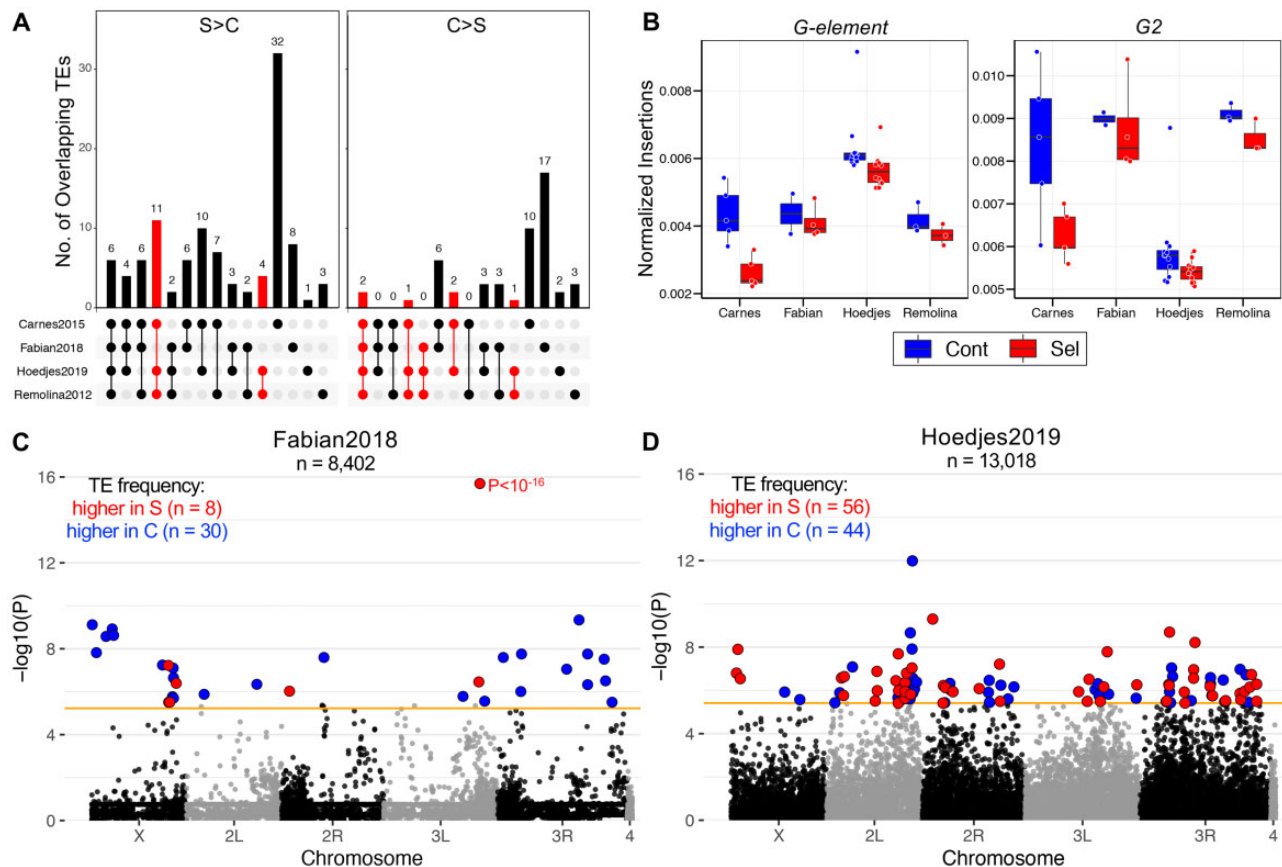 A
S>C
C>S
No. of Overlapping TEs
30
20
10
0
6 4 6 11 2 6 10 7 3 2 4 32 8 1 3
2 0 0 1 0 6 2 0 3 3 1 10 17 2 3
Carnes2015
Fabian2018
Hoedjes2019
Remolina2012
B
G-element
G2
Normalized Insertions
0.008
0.006
0.004
0.002
0.010
0.009
0.008
0.007
0.006
0.005
Carnes Fabian Hoedjes Remolina
Carnes Fabian Hoedjes Remolina
Cont Sel
C
Fabian2018
n = 8,402
TE frequency:
higher in S (n = 8)
higher in C (n = 30)
P<10-16
−log10(P)
16
12
8
4
0
X 2L 2R 3L 3R 4
Chromosome
D
Hoedjes2019
n = 13,018
TE frequency:
higher in S (n = 56)
higher in C (n = 44)
−log10(P)
16
12
8
4
0
X 2L 2R 3L 3R 4
Chromosome